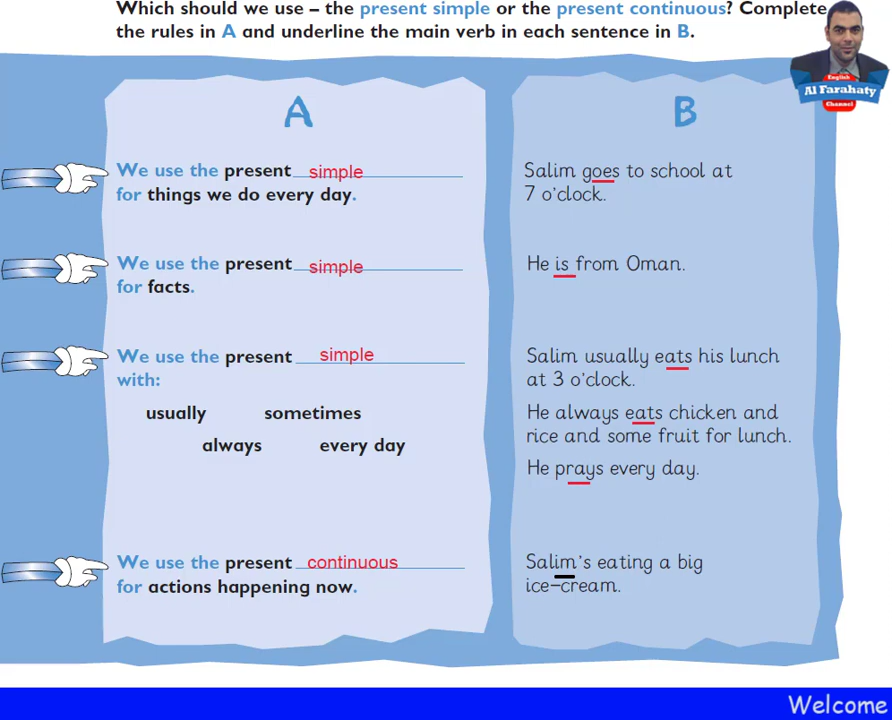 Which should we use – the present simple or the present continuous? Complete
the rules in A and underline the main verb in each sentence in B.
English
Al Farahaty
Channel
A
We use the present simple
for things we do every day.
We use the present simple
for facts.
We use the present simple
with:
usually sometimes
always every day
We use the present continuous
for actions happening now.
B
Salim goes to school at
7 o'clock.
He is from Oman.
Salim usually eats his lunch
at 3 o'clock.
He always eats chicken and
rice and some fruit for lunch.
He prays every day.
Salim's eating a big
ice-cream.
Welcome